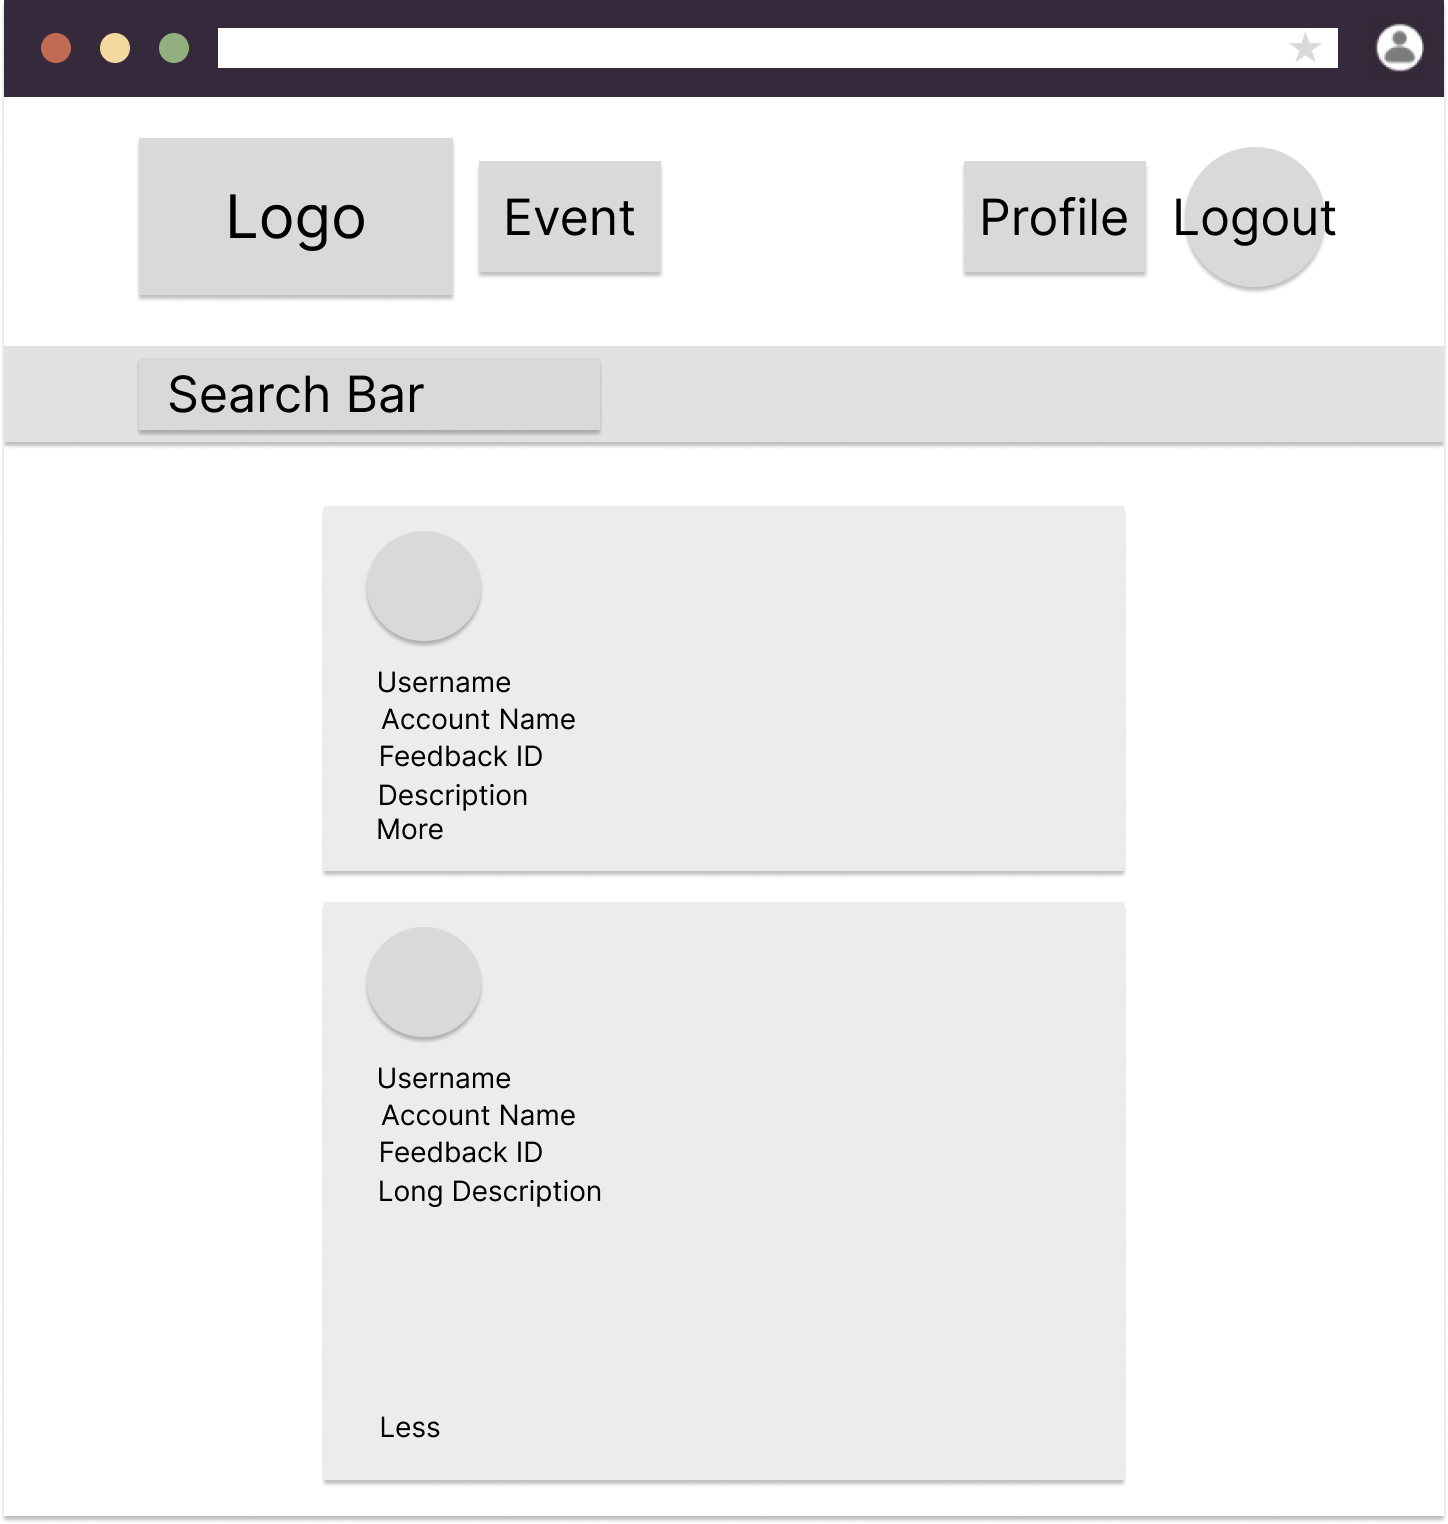 Logo
Event
Profile
Logout
Search Bar
Username
Account Name
Feedback ID
Description
More
Username
Account Name
Feedback ID
Long Description
Less